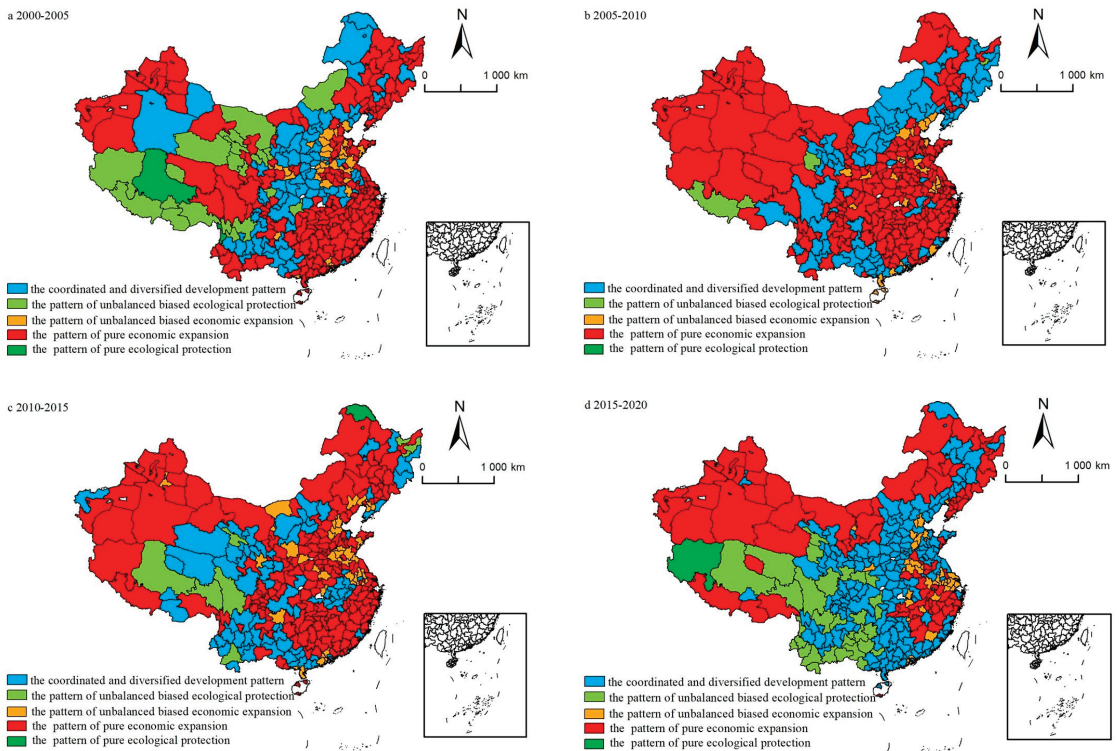 a 2000-2005
N
0 1 000 km
the coordinated and diversified development pattern
the pattern of unbalanced biased ecological protection
the pattern of unbalanced biased economic expansion
the pattern of pure economic expansion
the pattern of pure ecological protection
b 2005-2010
N
0 1 000 km
the coordinated and diversified development pattern
the pattern of unbalanced biased ecological protection
the pattern of unbalanced biased economic expansion
the pattern of pure economic expansion
the pattern of pure ecological protection
c 2010-2015
N
0 1 000 km
the coordinated and diversified development pattern
the pattern of unbalanced biased ecological protection
the pattern of unbalanced biased economic expansion
the pattern of pure economic expansion
the pattern of pure ecological protection
d 2015-2020
N
0 1 000 km
the coordinated and diversified development pattern
the pattern of unbalanced biased ecological protection
the pattern of unbalanced biased economic expansion
the pattern of pure economic expansion
the pattern of pure ecological protection